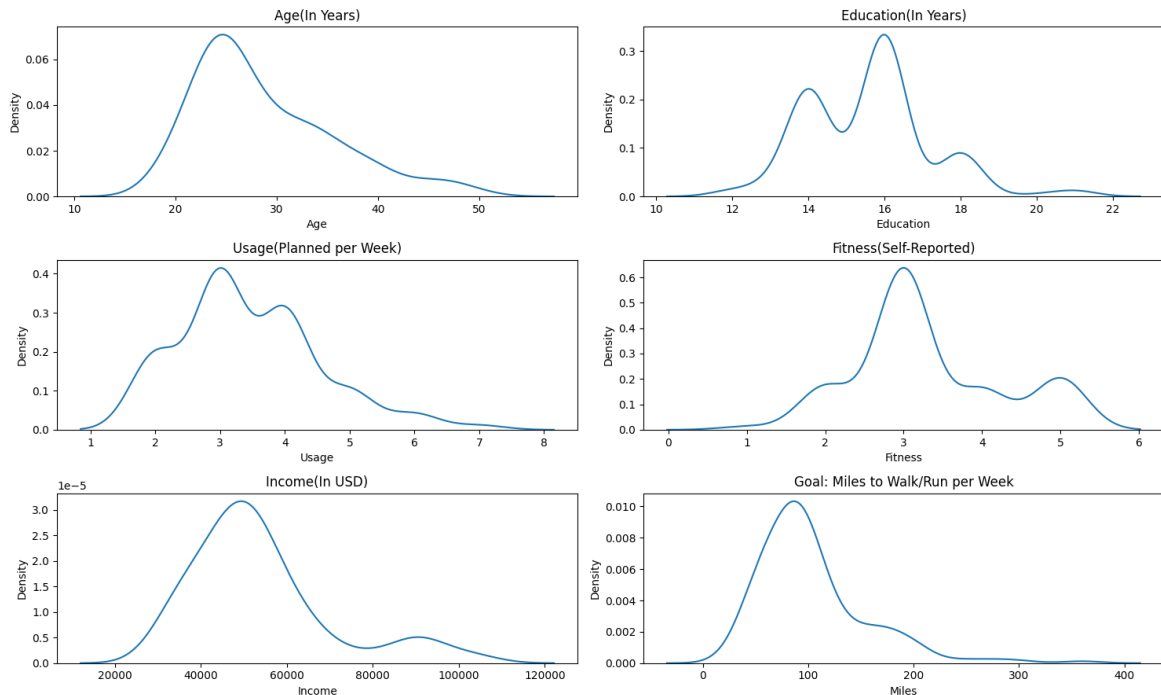 Age(In Years)
Density
0.06
0.04
0.02
0.00
10 20 30 40 50
Age
Education(In Years)
Density
0.3
0.2
0.1
0.0
10 12 14 16 18 20 22
Education
Usage(Planned per Week)
Density
0.4
0.3
0.2
0.1
0.0
1 2 3 4 5 6 7 8
Usage
Fitness(Self-Reported)
Density
0.6
0.5
0.4
0.3
0.2
0.1
0.0
0 1 2 3 4 5 6
Fitness
Income(In USD)
1e−5
Density
3.0
2.5
2.0
1.5
1.0
0.5
0.0
20000 40000 60000 80000 100000 120000
Income
Goal: Miles to Walk/Run per Week
Density
0.010
0.008
0.006
0.004
0.002
0.000
0 100 200 300 400
Miles